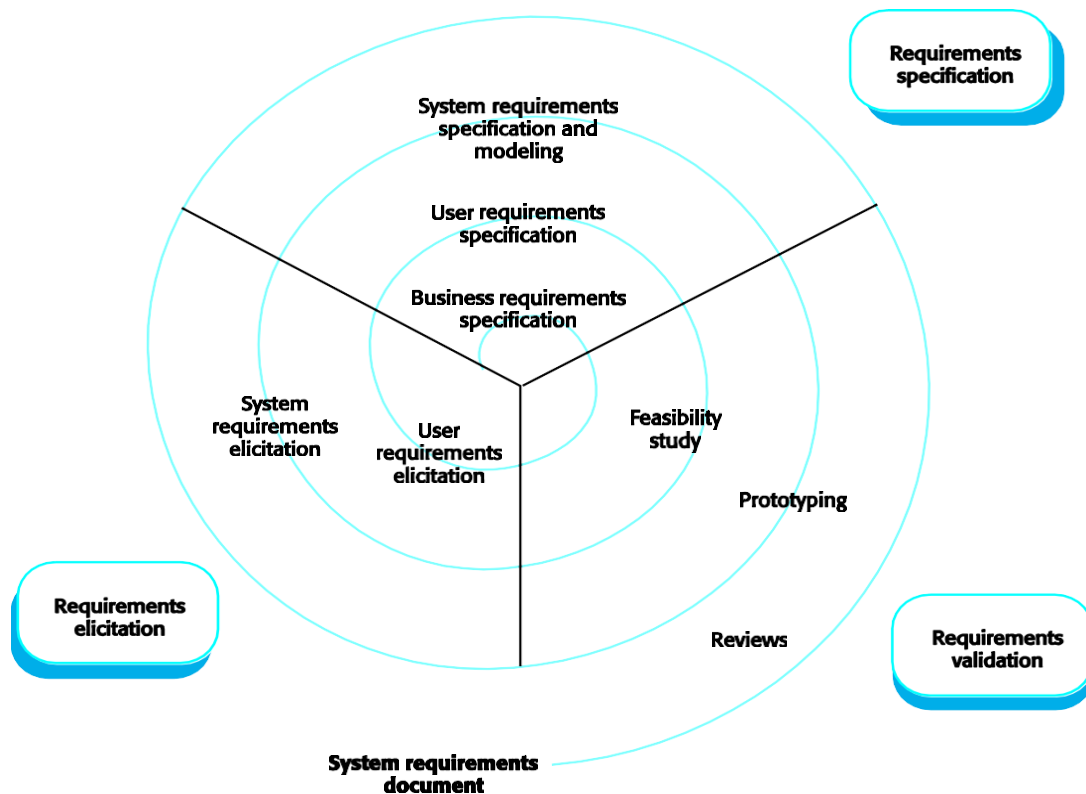 Requirements
specification
System requirements
specification and
modeling
User requirements
specification
Business requirements
specification
System
requirements
elicitation
User
requirements
elicitation
Feasibility
study
Prototyping
Reviews
Requirements
elicitation
Requirements
validation
System requirements
document